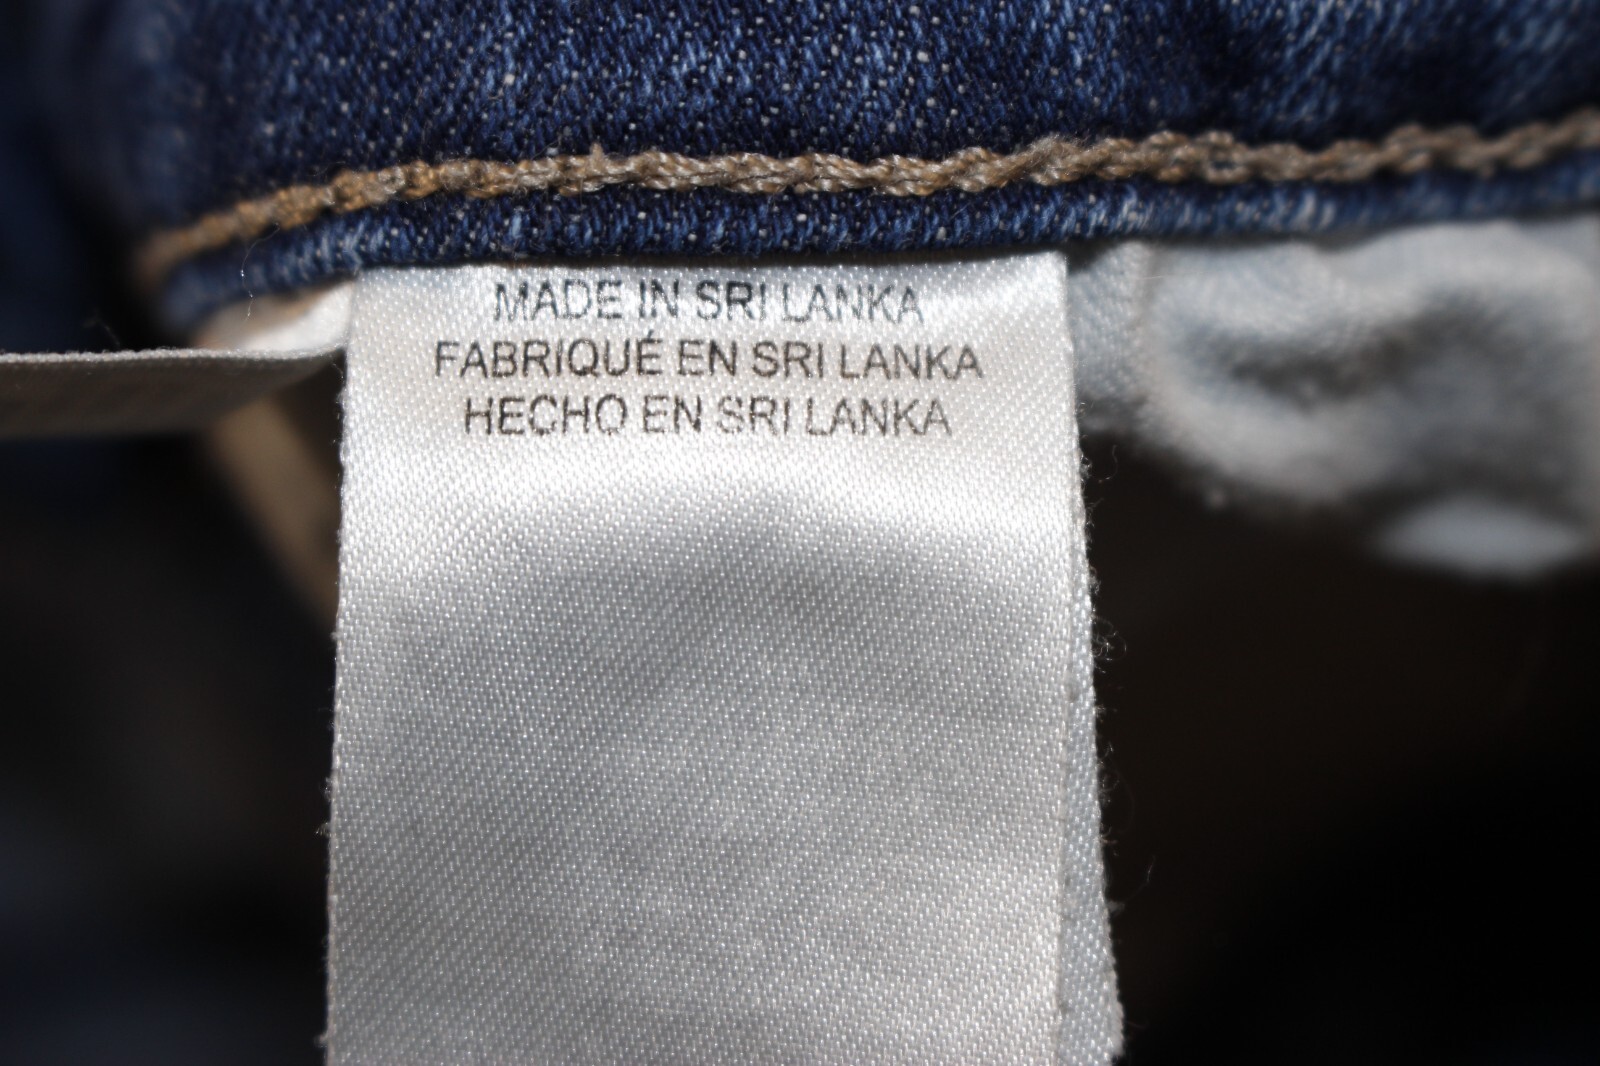 MADE IN SRI LANKA
FABRIQUÉ EN SRI LANKA
HECHO EN SRI LANKA